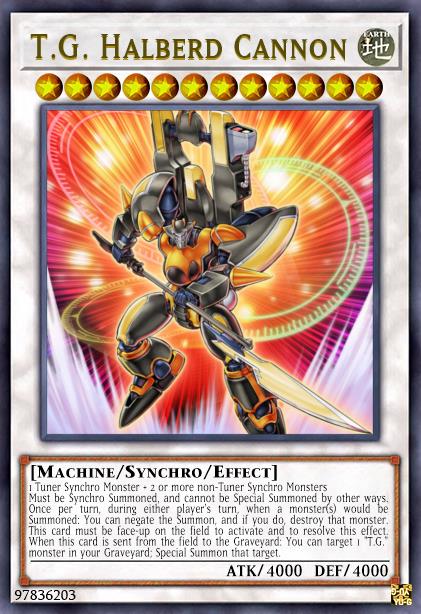 T.G. Halberd Cannon
EARTH
地
[Machine/Synchro/Effect]
1 Tuner Synchro Monster + 2 or more non-Tuner Synchro Monsters
Must be Synchro Summoned, and cannot be Special Summoned by other ways.
Once per turn, during either player's turn, when a monster(s) would be
Summoned: You can negate the Summon, and if you do, destroy that monster.
This card must be face-up on the field to activate and to resolve this effect.
When this card is sent from the field to the Graveyard: You can target 1 "T.G."
monster in your Graveyard; Special Summon that target.
ATK/4000 DEF/4000
97836203